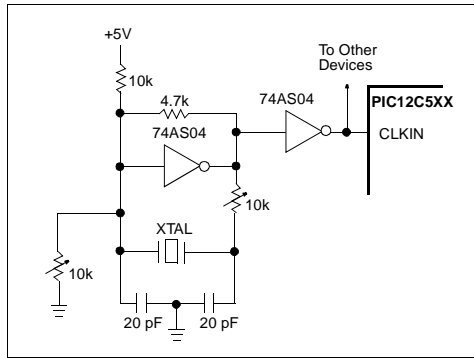 +5V
10k
4.7k
74AS04
74AS04
To Other
Devices
PIC12C5XX
CLKIN
10k
XTAL
10k
20 pF
20 pF